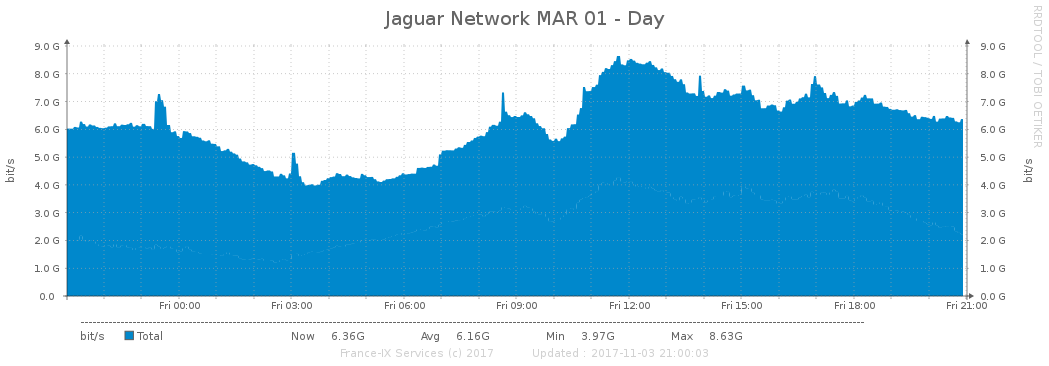 Jaguar Network MAR 01 - Day
RRDTOOL / TOBI OETIKER
bit/s
9.0 G
8.0 G
7.0 G
6.0 G
5.0 G
4.0 G
3.0 G
2.0 G
1.0 G
0.0
9.0 G
8.0 G
7.0 G
6.0 G
5.0 G
4.0 G
3.0 G
2.0 G
1.0 G
0.0 G
bit/s
Fri 00:00 Fri 03:00 Fri 06:00 Fri 09:00 Fri 12:00 Fri 15:00 Fri 18:00 Fri 21:00
bit/s Total Now 6.36G Avg 6.16G Min 3.97G Max 8.63G
France-IX Services (c) 2017 Updated : 2017-11-03 21:00:03